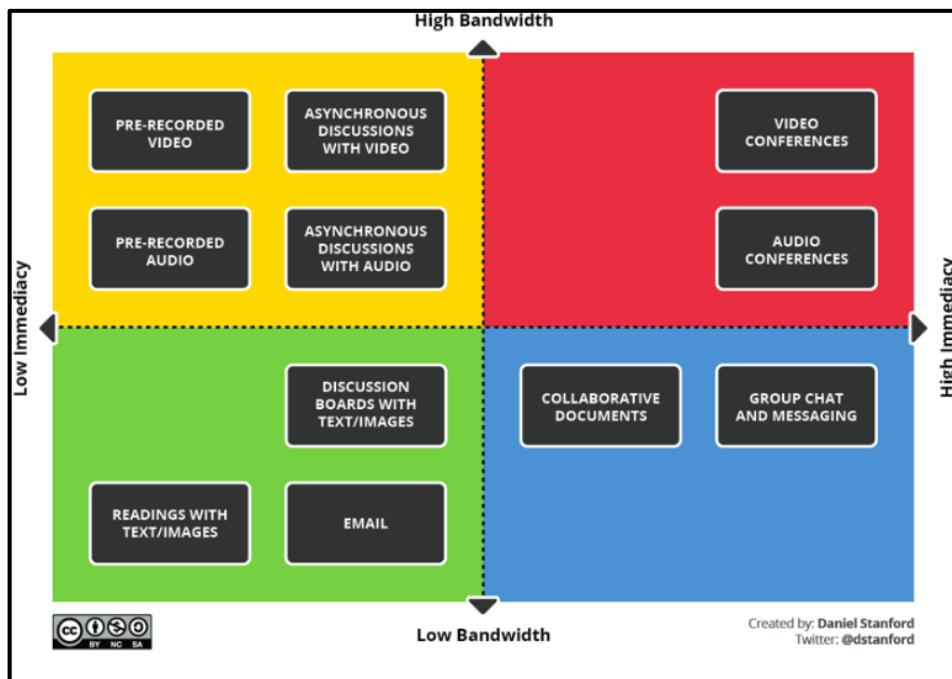 High Bandwidth
PRE-RECORDED
VIDEO
ASYNCHRONOUS
DISCUSSIONS
WITH VIDEO
VIDEO
CONFERENCES
PRE-RECORDED
AUDIO
ASYNCHRONOUS
DISCUSSIONS
WITH AUDIO
AUDIO
CONFERENCES
Low Immediacy
High Immediacy
DISCUSSION
BOARDS WITH
TEXT/IMAGES
COLLABORATIVE
DOCUMENTS
GROUP CHAT
AND MESSAGING
READINGS WITH
TEXT/IMAGES
EMAIL
Low Bandwidth
cc
BY NC SA
Created by: Daniel Stanford
Twitter: @dstanford